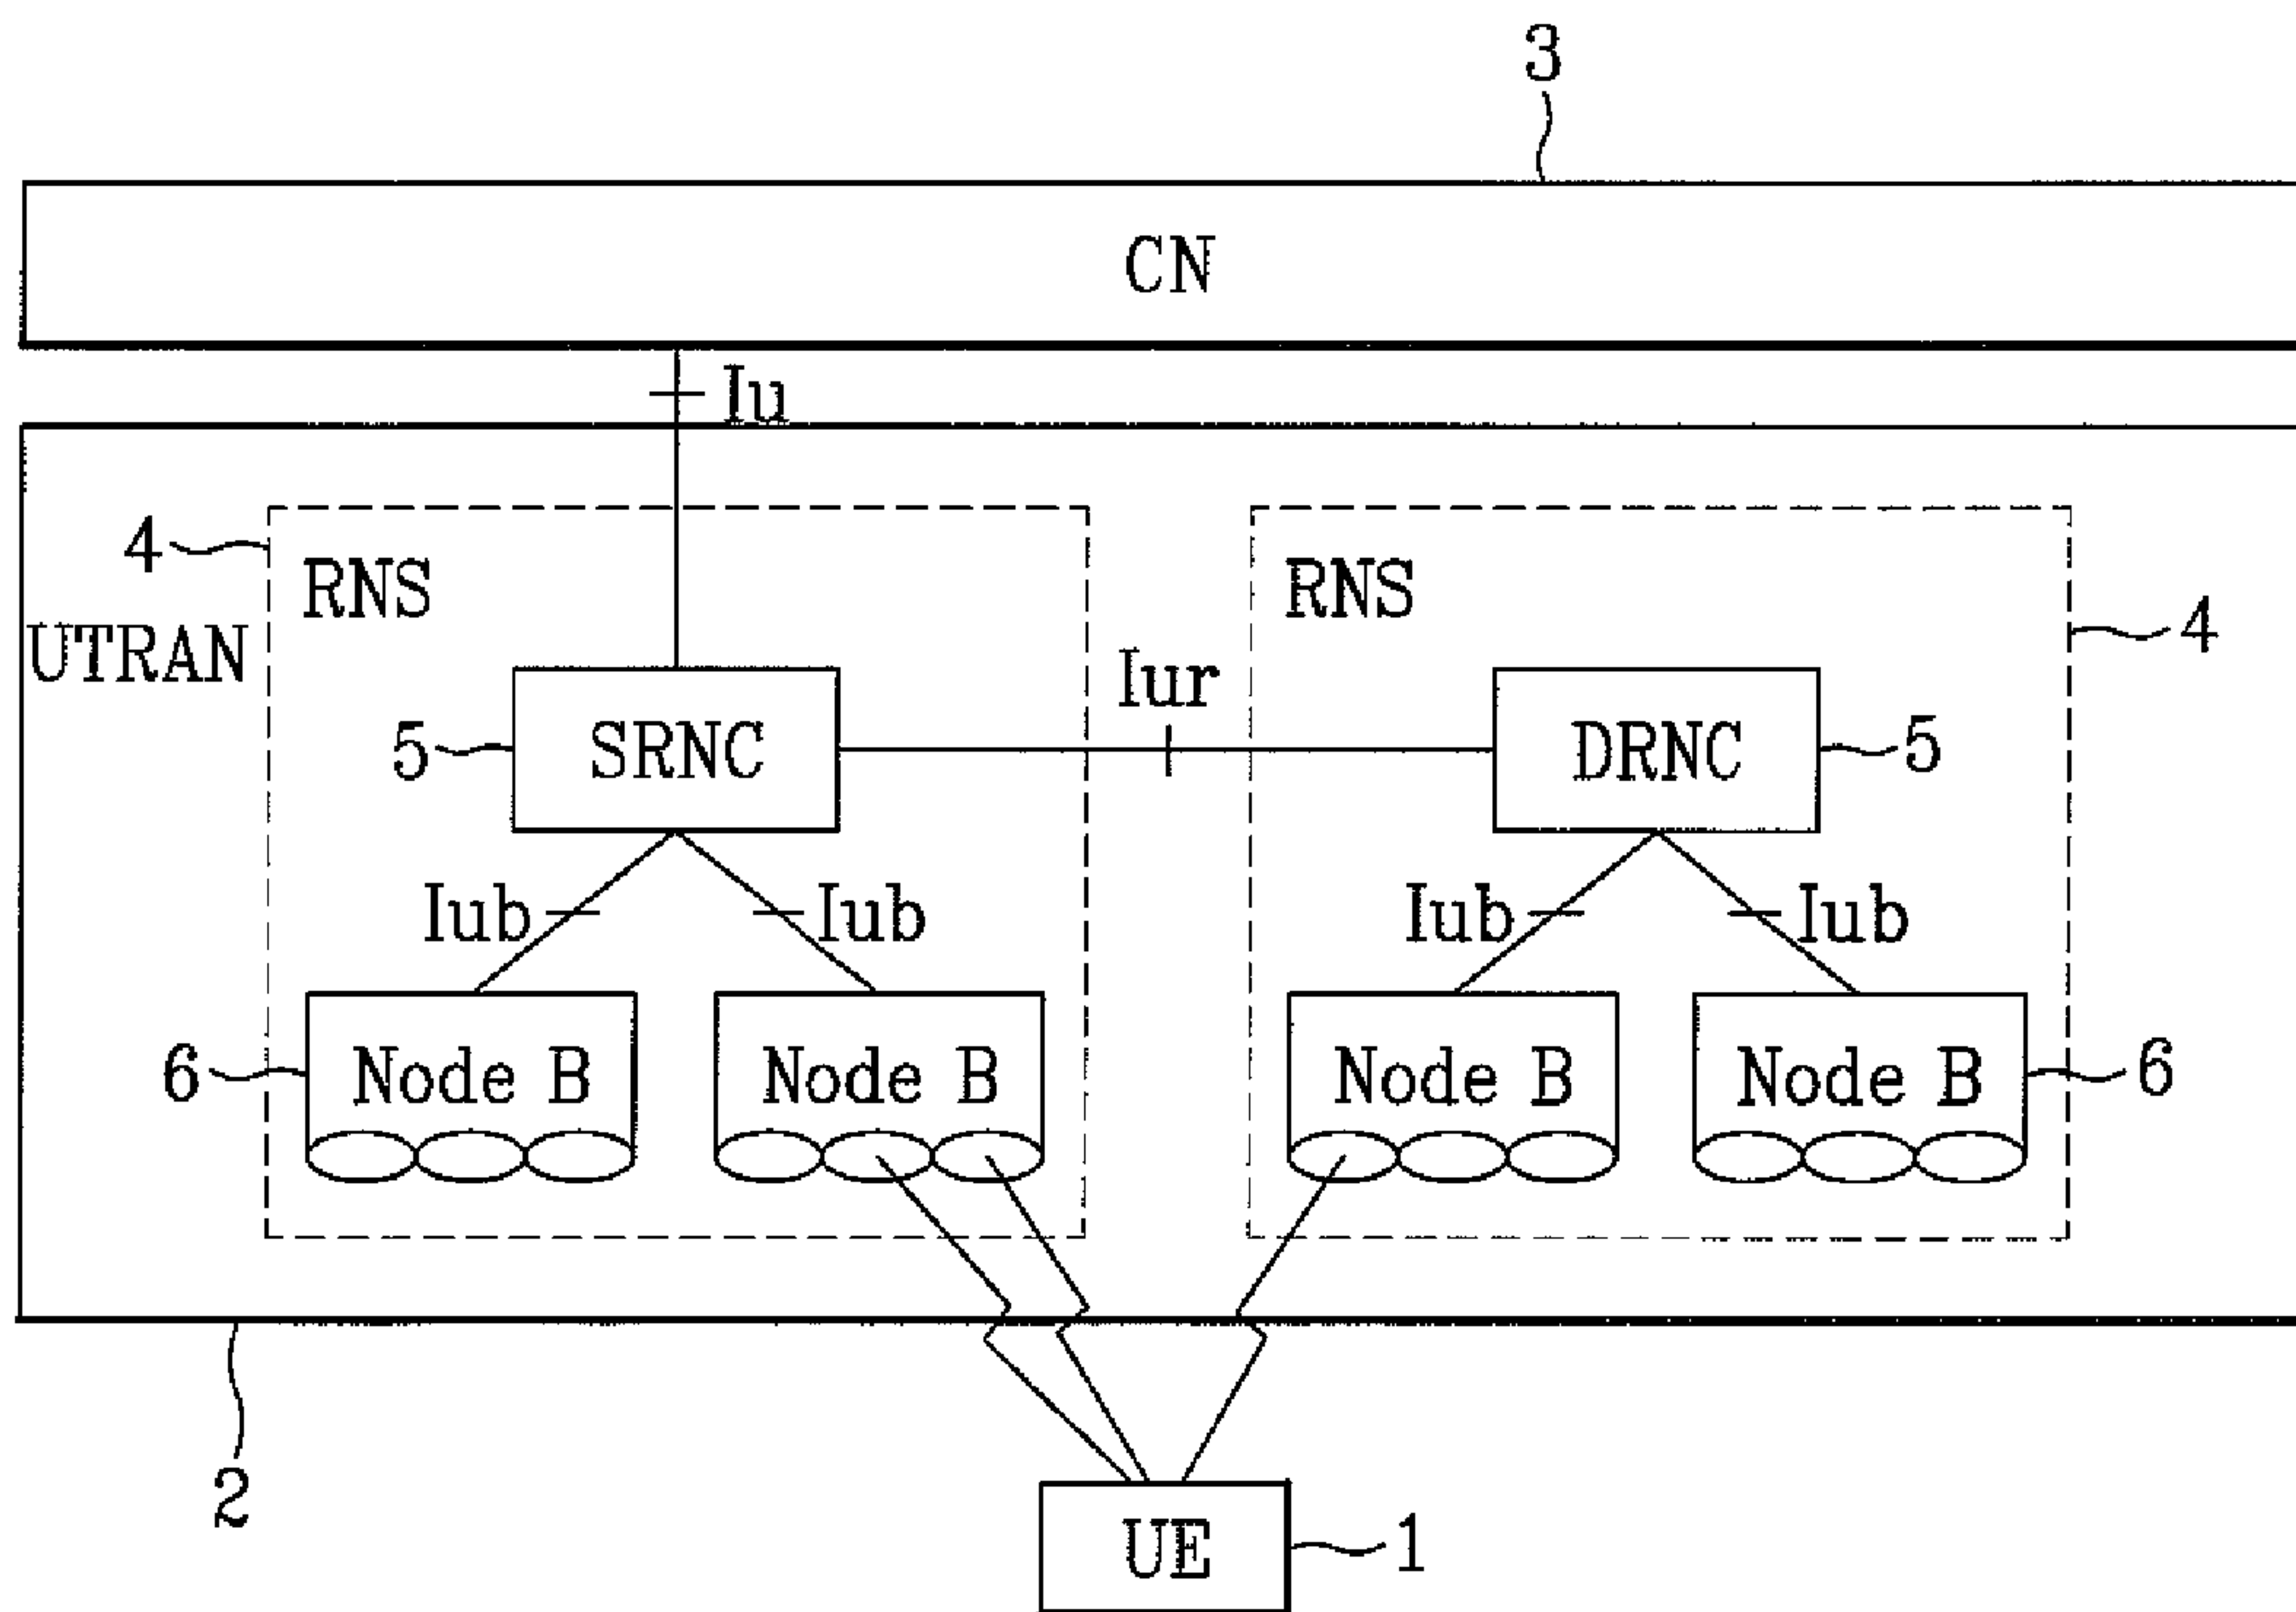 3
CN
Iu
4
RNS
RNS
UTRAN
4
Iur
5
SRNC
DRNC
5
Iub
Iub
Iub
Iub
6
Node B
Node B
Node B
Node B
6
2
UE
1